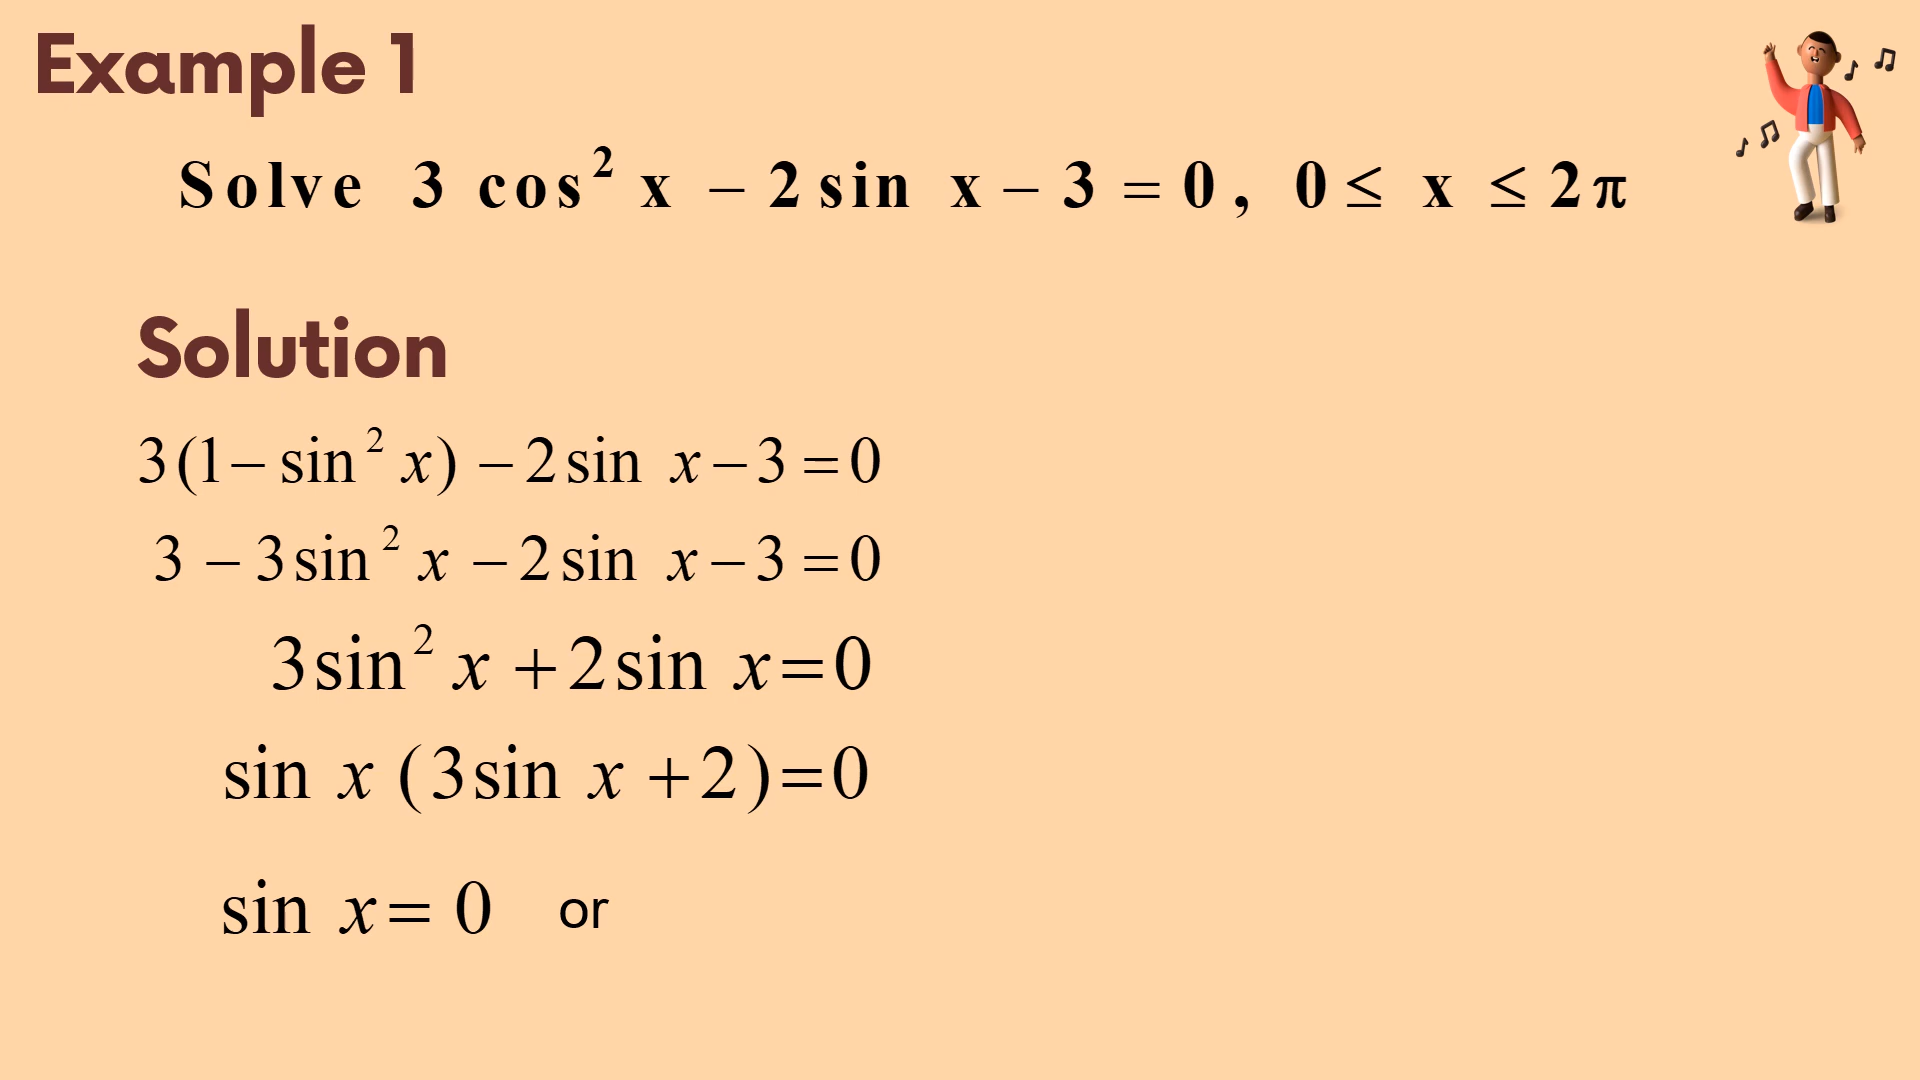 Example 1
Solve 3 cos² x − 2 sin x − 3 = 0 , 0 ≤ x ≤ 2π
Solution
3(1− sin² x) − 2 sin x − 3 = 0
3 − 3 sin² x − 2 sin x − 3 = 0
3 sin² x + 2 sin x = 0
sin x (3 sin x + 2) = 0
sin x = 0 or